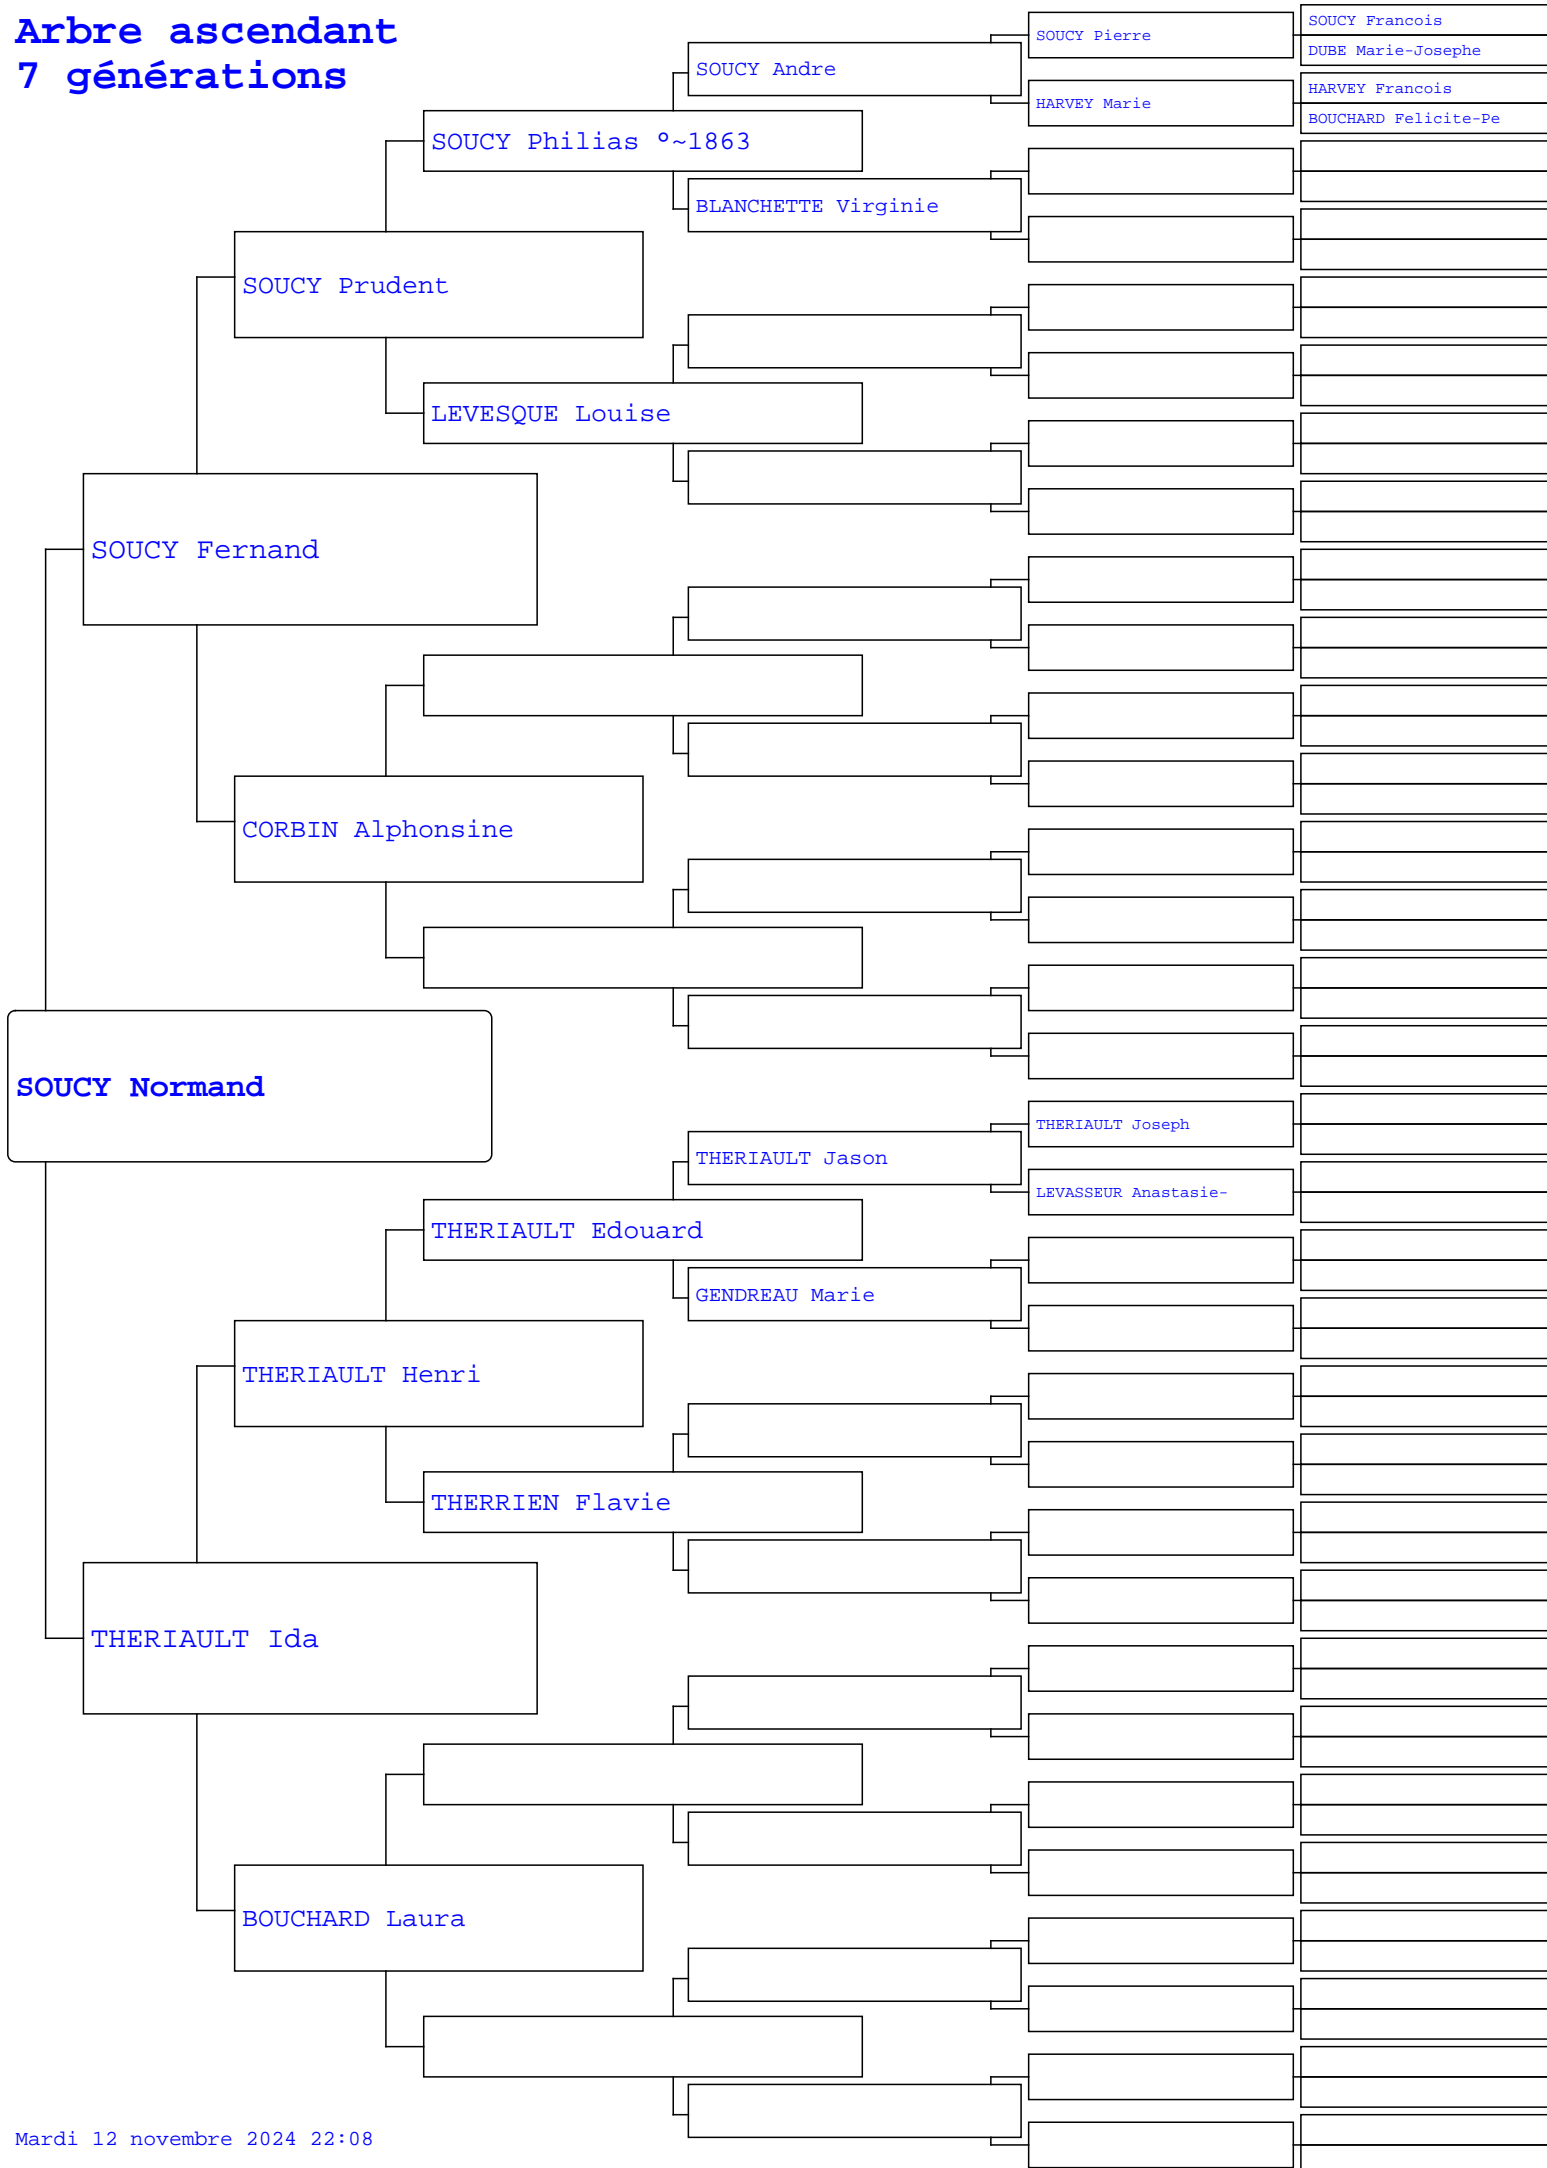 Arbre ascendant
7 générations
SOUCY Francois
DUBE Marie-Josephe
SOUCY Pierre
SOUCY Andre
HARVEY Francois
BOUCHARD Felicite-Pe
HARVEY Marie
SOUCY Philias °~1863
BLANCHETTE Virginie
SOUCY Prudent
LEVESQUE Louise
SOUCY Fernand
CORBIN Alphonsine
SOUCY Normand
THERIAULT Joseph
THERIAULT Jason
LEVASSEUR Anastasie-
THERIAULT Edouard
GENDREAU Marie
THERIAULT Henri
THERRIEN Flavie
THERIAULT Ida
BOUCHARD Laura
Mardi 12 novembre 2024 22:08